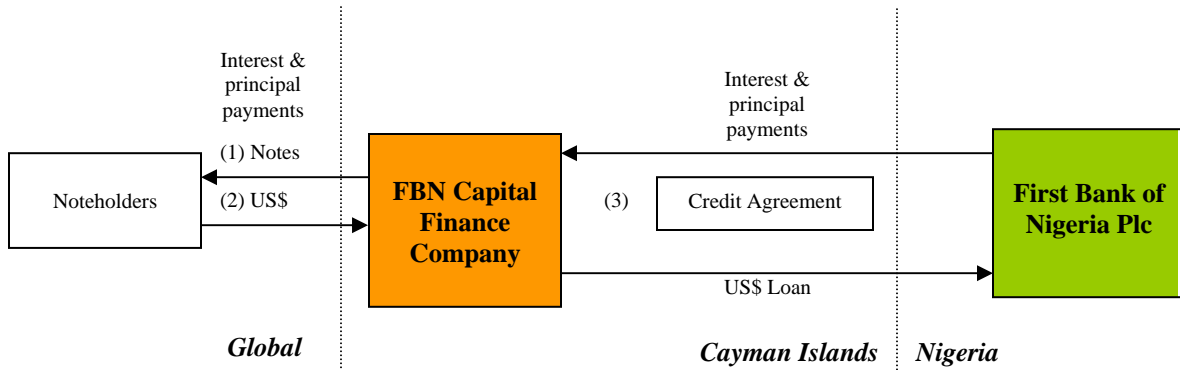 Interest &
principal
payments
(1) Notes
(2) US$
Noteholders
FBN Capital
Finance
Company
Interest &
principal
payments
(3)
Credit Agreement
US$ Loan
First Bank of
Nigeria Plc
Global
Cayman Islands
Nigeria